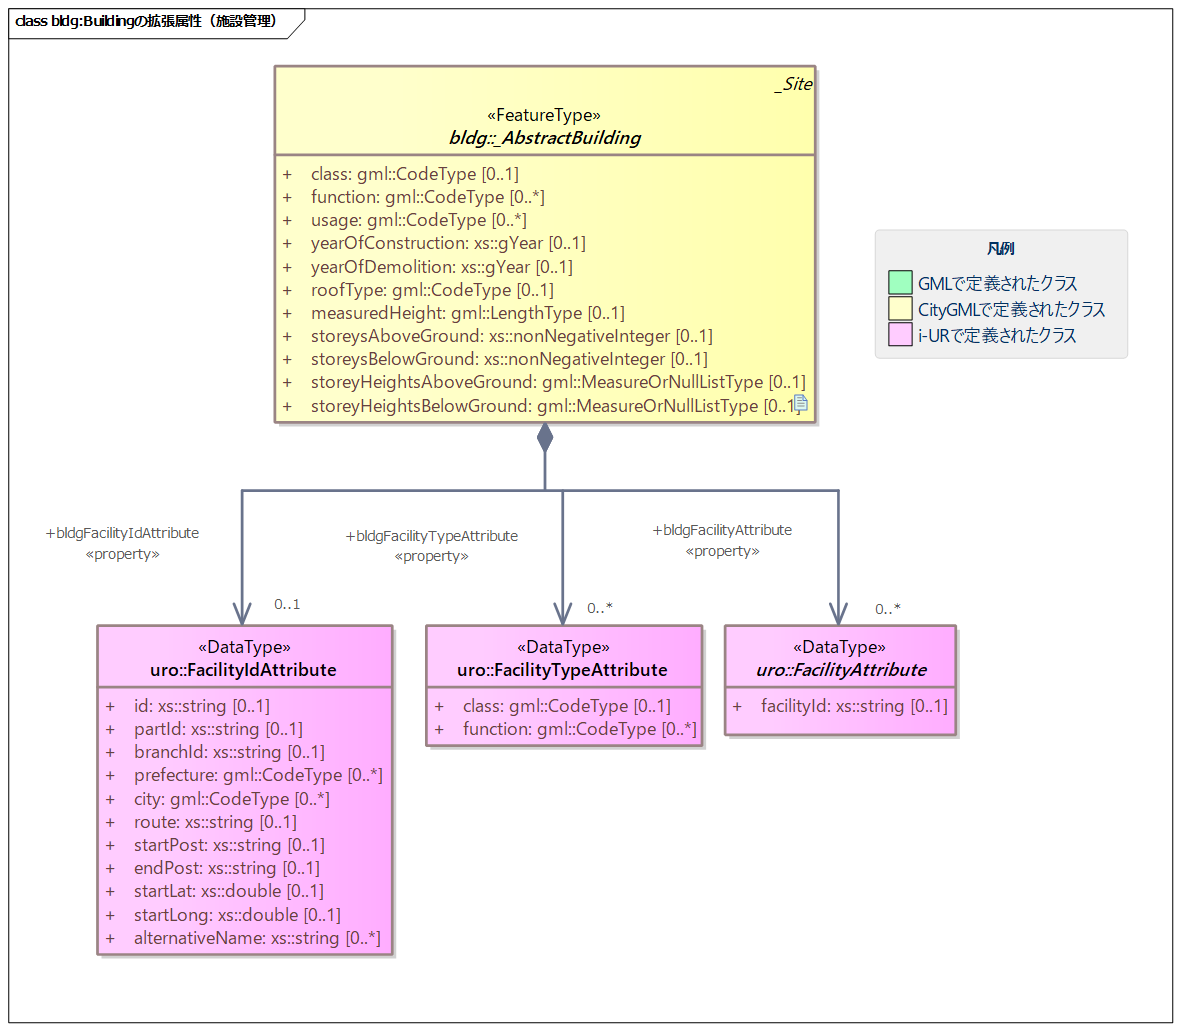 class bldg:Buildingの拡張属性（施設管理）
_Site
«FeatureType»
bldg::_AbstractBuilding
+ class: gml::CodeType [0..1]
+ function: gml::CodeType [0..*]
+ usage: gml::CodeType [0..*]
+ yearOfConstruction: xs::gYear [0..1]
+ yearOfDemolition: xs::gYear [0..1]
+ roofType: gml::CodeType [0..1]
+ measuredHeight: gml::LengthType [0..1]
+ storeysAboveGround: xs::nonNegativeInteger [0..1]
+ storeysBelowGround: xs::nonNegativeInteger [0..1]
+ storeyHeightsAboveGround: gml::MeasureOrNullListType [0..1]
+ storeyHeightsBelowGround: gml::MeasureOrNullListType [0..1]
凡例
GMLで定義されたクラス
CityGMLで定義されたクラス
i-URで定義されたクラス
+bldgFacilityIdAttribute
«property»
0..1
+bldgFacilityTypeAttribute
«property»
0..*
+bldgFacilityAttribute
«property»
0..*
«DataType»
uro::FacilityIdAttribute
+ id: xs::string [0..1]
+ partId: xs::string [0..1]
+ branchId: xs::string [0..1]
+ prefecture: gml::CodeType [0..*]
+ city: gml::CodeType [0..*]
+ route: xs::string [0..1]
+ startPost: xs::string [0..1]
+ endPost: xs::string [0..1]
+ startLat: xs::double [0..1]
+ startLong: xs::double [0..1]
+ alternativeName: xs::string [0..*]
«DataType»
uro::FacilityTypeAttribute
+ class: gml::CodeType [0..1]
+ function: gml::CodeType [0..*]
«DataType»
uro::FacilityAttribute
+ facilityId: xs::string [0..1]